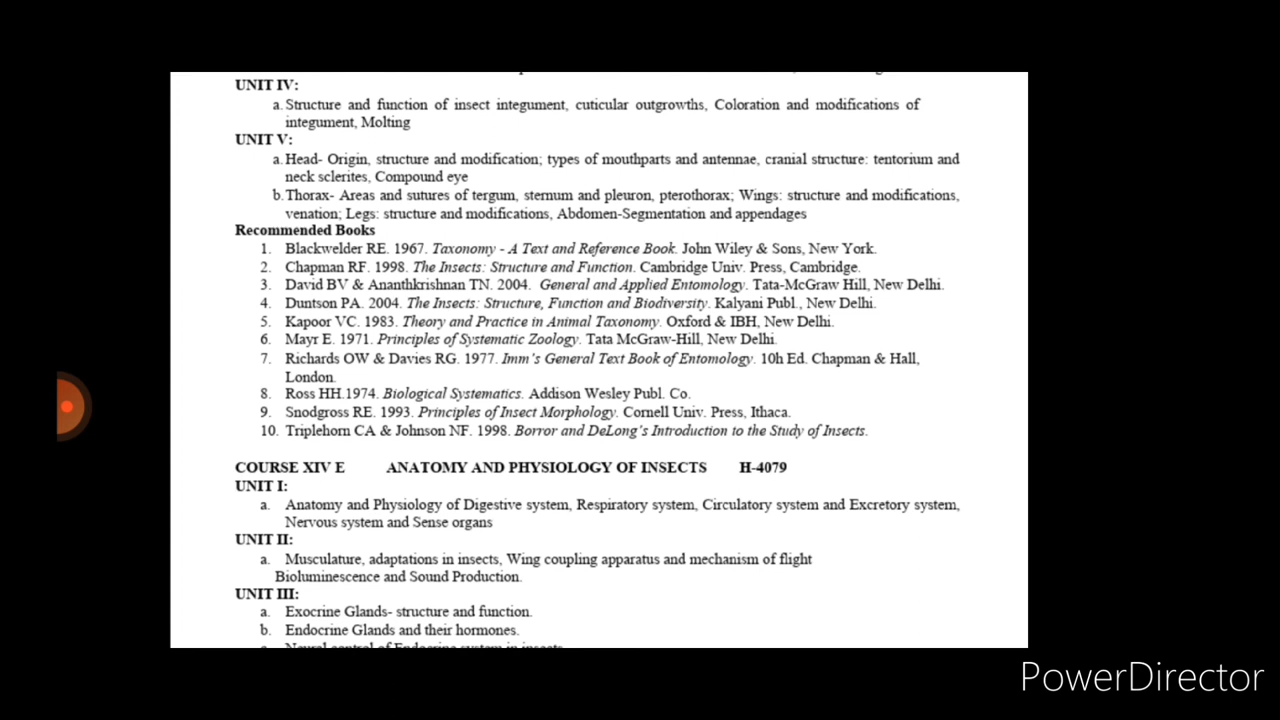 UNIT IV:
a. Structure and function of insect integument, cuticular outgrowths, Coloration and modifications of
integument, Molting
UNIT V:
a. Head- Origin, structure and modification; types of mouthparts and antennae, cranial structure: tentorium and
neck sclerites, Compound eye
b. Thorax- Areas and sutures of tergum, sternum and pleuron, pterothorax; Wings: structure and modifications,
venation; Legs: structure and modifications, Abdomen-Segmentation and appendages
Recommended Books
1. Blackwelder RE. 1967. Taxonomy - A Text and Reference Book. John Wiley & Sons, New York.
2. Chapman RF. 1998. The Insects: Structure and Function. Cambridge Univ. Press, Cambridge.
3. David BV & Ananthkrishnan TN. 2004. General and Applied Entomology. Tata-McGraw Hill, New Delhi.
4. Duntson PA. 2004. The Insects: Structure, Function and Biodiversity. Kalyani Publ., New Delhi.
5. Kapoor VC. 1983. Theory and Practice in Animal Taxonomy. Oxford & IBH, New Delhi.
6. Mayr E. 1971. Principles of Systematic Zoology. Tata McGraw-Hill, New Delhi.
7. Richards OW & Davies RG. 1977. Imm's General Text Book of Entomology. 10h Ed. Chapman & Hall,
London.
8. Ross HH.1974. Biological Systematics. Addison Wesley Publ. Co.
9. Snodgross RE. 1993. Principles of Insect Morphology. Cornell Univ. Press, Ithaca.
10. Triplehorn CA & Johnson NF. 1998. Borror and DeLong's Introduction to the Study of Insects.
COURSE XIV E ANATOMY AND PHYSIOLOGY OF INSECTS H-4079
UNIT I:
a. Anatomy and Physiology of Digestive system, Respiratory system, Circulatory system and Excretory system,
Nervous system and Sense organs
UNIT II:
a. Musculature, adaptations in insects, Wing coupling apparatus and mechanism of flight
Bioluminescence and Sound Production.
UNIT III:
a. Exocrine Glands- structure and function.
b. Endocrine Glands and their hormones.
c. Neural control of Endocrine system in insects
PowerDirector